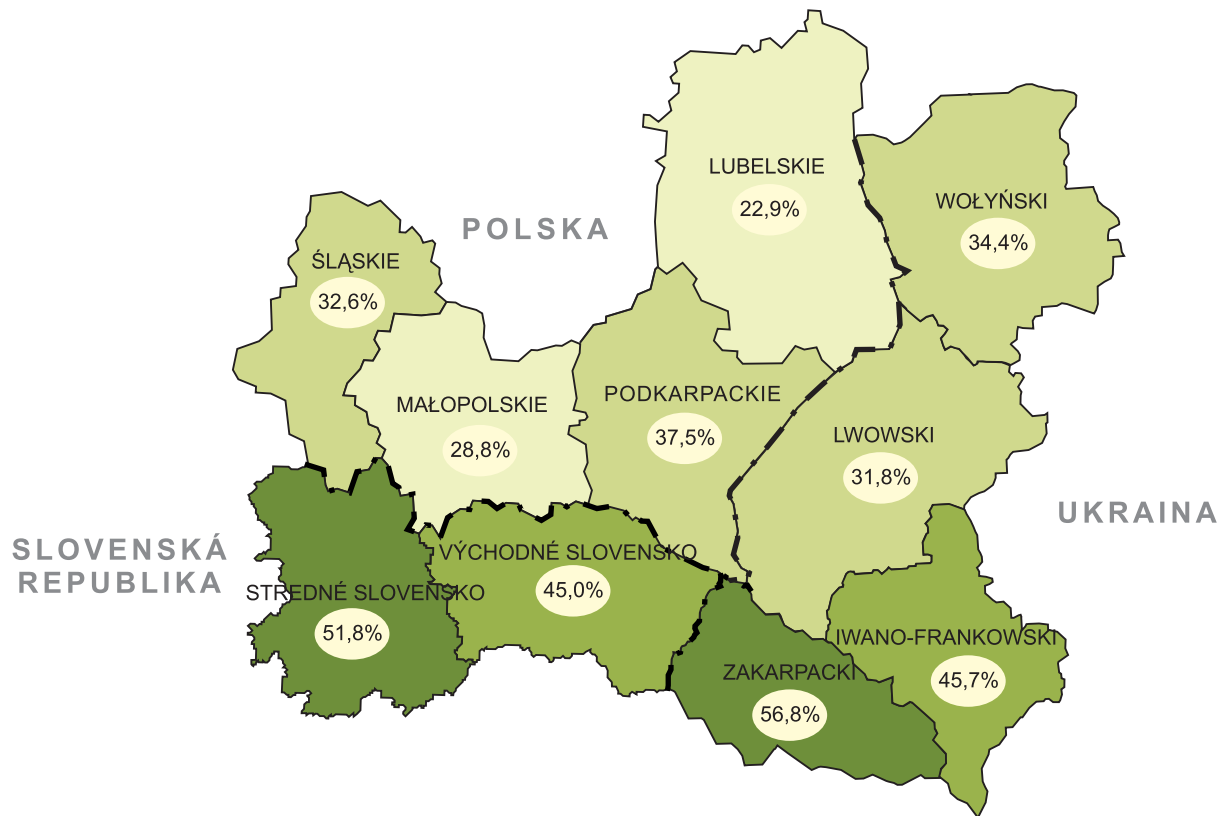 LUBELSKIE
22,9%
WOŁYŃSKI
34,4%
POLSKA
ŚLĄSKIE
32,6%
MAŁOPOLSKIE
28,8%
PODKARPACKIE
37,5%
LWOWSKI
31,8%
UKRAINA
SLOVENSKÁ
REPUBLIKA
VÝCHODNÉ SLOVENSKO
45,0%
STREDNÉ SLOVENSKO
51,8%
IWANO-FRANKOWSKI
45,7%
ZAKARPACKI
56,8%